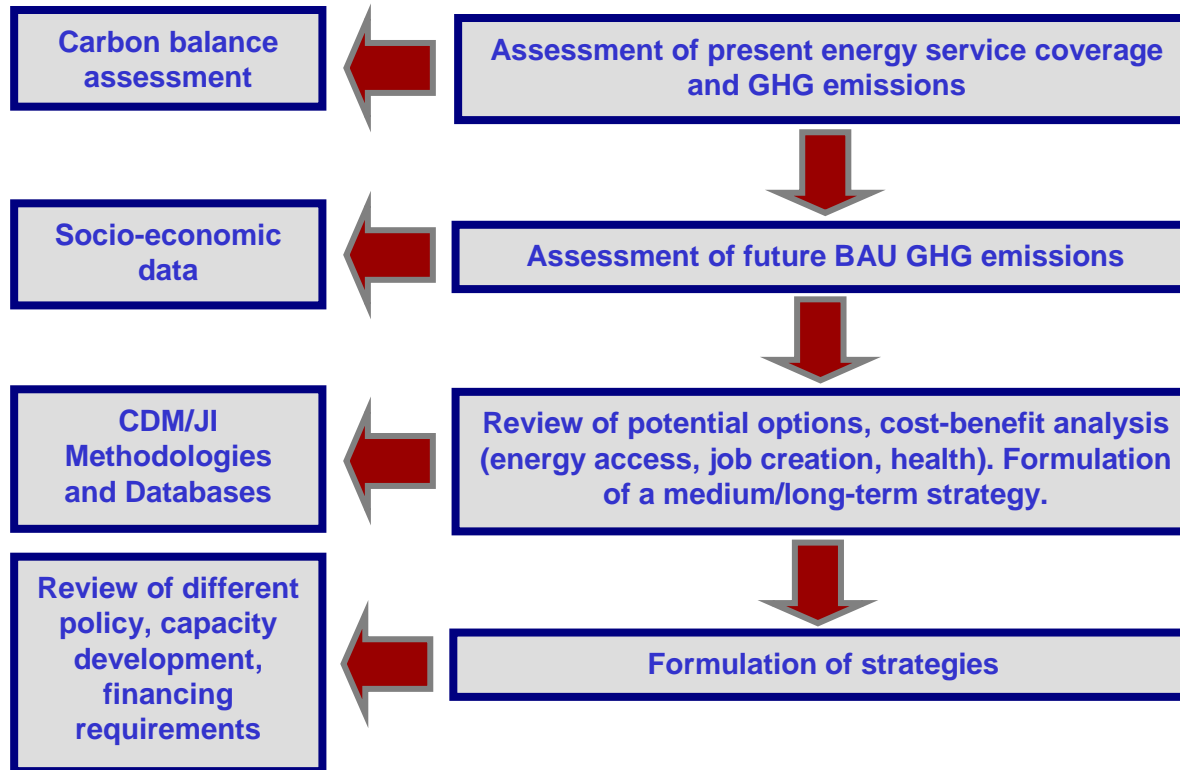 Carbon balance
assessment
Assessment of present energy service coverage
and GHG emissions
Socio-economic
data
Assessment of future BAU GHG emissions
CDM/JI
Methodologies
and Databases
Review of potential options, cost-benefit analysis
(energy access, job creation, health). Formulation
of a medium/long-term strategy.
Review of different
policy, capacity
development,
financing
requirements
Formulation of strategies